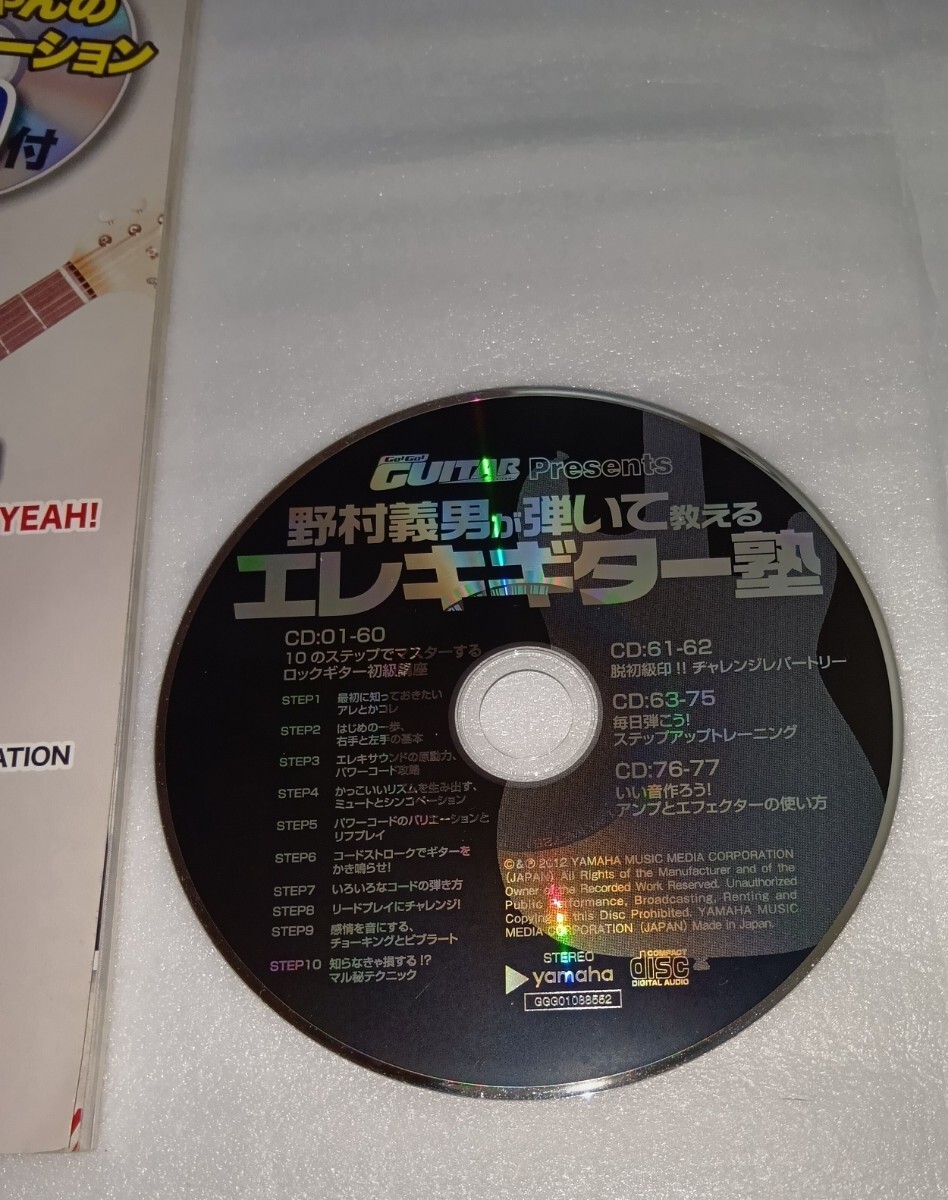 ゃんの
ーション
付
YEAH!
ATION
Go!Go!
GUITAR Presents
野村義男が弾いて教える
エレキギター塾
CD:01-60
10のステップでマスターする
ロックギター初級講座
STEP1 最初に知っておきたい
アレとかコレ
STEP2 はじめの一歩、
右手と左手の基本
STEP3 エレキサウンドの原動力、
パワーコード攻略
STEP4 かっこいいリズムを生み出す、
ミュートとシンコペーション
STEP5 パワーコードのバリエーションと
リフプレイ
STEP6 コードストロークでギターを
かき鳴らせ!
STEP7 いろいろなコードの弾き方
STEP8 リードプレイにチャレンジ!
STEP9 感情を音にする、
チョーキングとビブラート
STEP10 知らなきゃ損する!?
マル秘テクニック
CD:61-62
脱初級印!! チャレンジレパートリー
CD:63-75
毎日弾こう!
ステップアップトレーニング
CD:76-77
いい音作ろう!
アンプとエフェクターの使い方
©&℗ 2012 YAMAHA MUSIC MEDIA CORPORATION
(JAPAN) All Rights of the Manufacturer and of the
Owner of the Recorded Work Reserved. Unauthorized
Public Performance, Broadcasting, Renting and
Copying of this Disc Prohibited. YAMAHA MUSIC
MEDIA CORPORATION (JAPAN) Made in Japan.
STEREO
yamaha
GGG01088562
COMPACT
disc
DIGITAL AUDIO